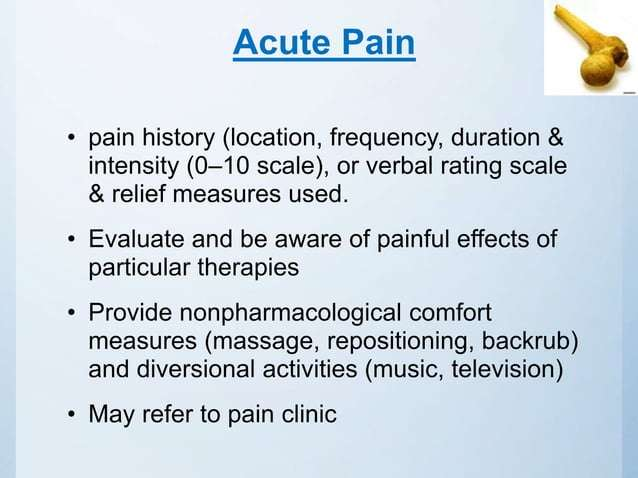 Acute Pain
• pain history (location, frequency, duration &
intensity (0–10 scale), or verbal rating scale
& relief measures used.
• Evaluate and be aware of painful effects of
particular therapies
• Provide nonpharmacological comfort
measures (massage, repositioning, backrub)
and diversional activities (music, television)
• May refer to pain clinic